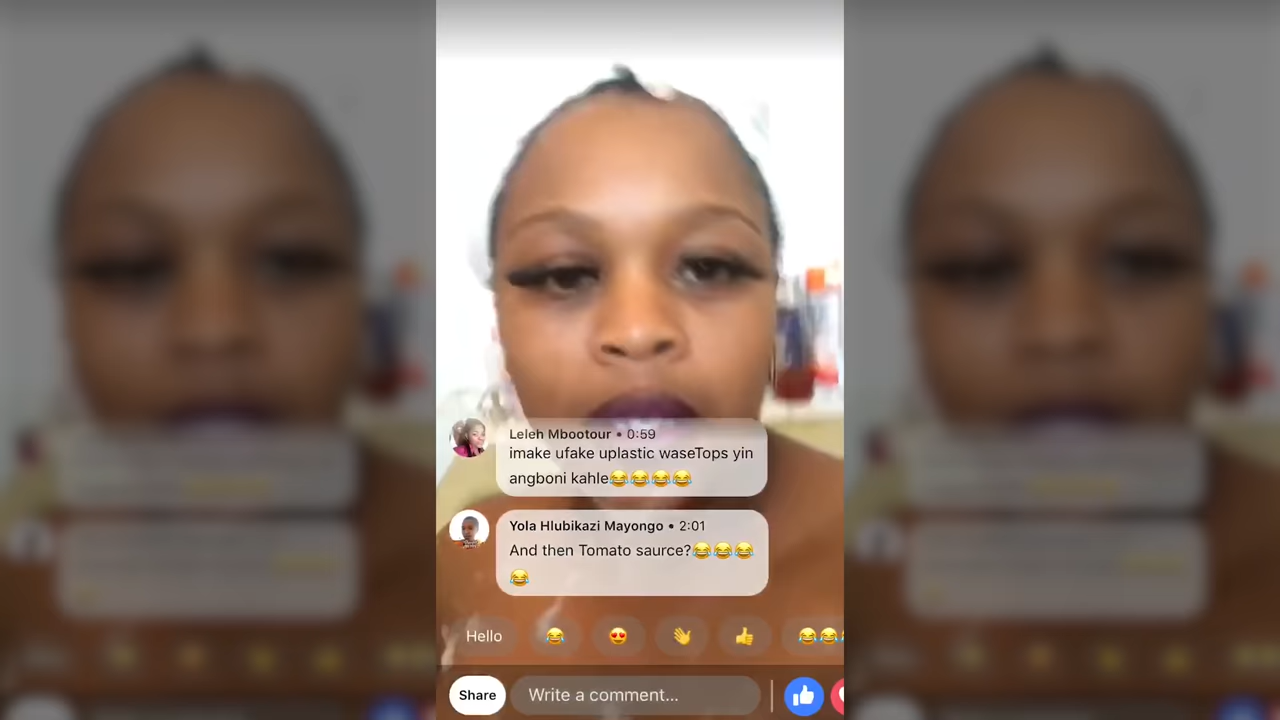 Leleh Mbootour • 0:59
imake ufake uplastic waseTops yin
angboni kahle😂😂😂😂
Yola Hlubikazi Mayongo • 2:01
And then Tomato saurce?😂😂😂
😂
Hello
Share
Write a comment...